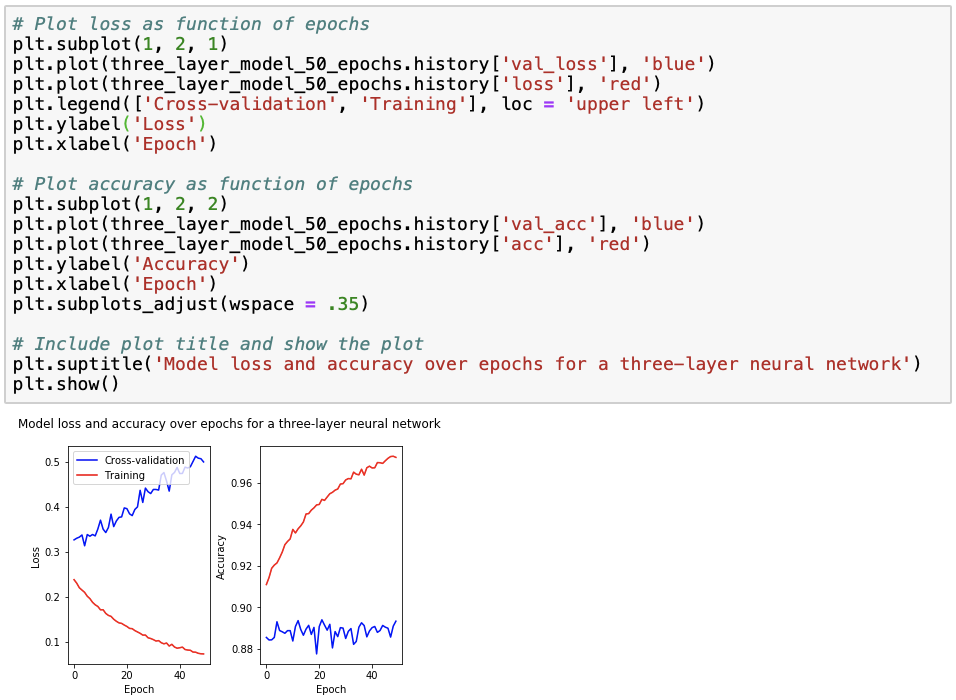 # Plot loss as function of epochs
plt.subplot(1, 2, 1)
plt.plot(three_layer_model_50_epochs.history['val_loss'], 'blue')
plt.plot(three_layer_model_50_epochs.history['loss'], 'red')
plt.legend(['Cross-validation', 'Training'], loc = 'upper left')
plt.ylabel('Loss')
plt.xlabel('Epoch')

# Plot accuracy as function of epochs
plt.subplot(1, 2, 2)
plt.plot(three_layer_model_50_epochs.history['val_acc'], 'blue')
plt.plot(three_layer_model_50_epochs.history['acc'], 'red')
plt.ylabel('Accuracy')
plt.xlabel('Epoch')
plt.subplots_adjust(wspace = .35)

# Include plot title and show the plot
plt.suptitle('Model loss and accuracy over epochs for a three-layer neural network')
plt.show()

Model loss and accuracy over epochs for a three-layer neural network
Cross-validation
Training
0.5
0.4
0.3
0.2
0.1
Loss
0 20 40
Epoch
0.96
0.94
0.92
0.90
0.88
Accuracy
0 20 40
Epoch